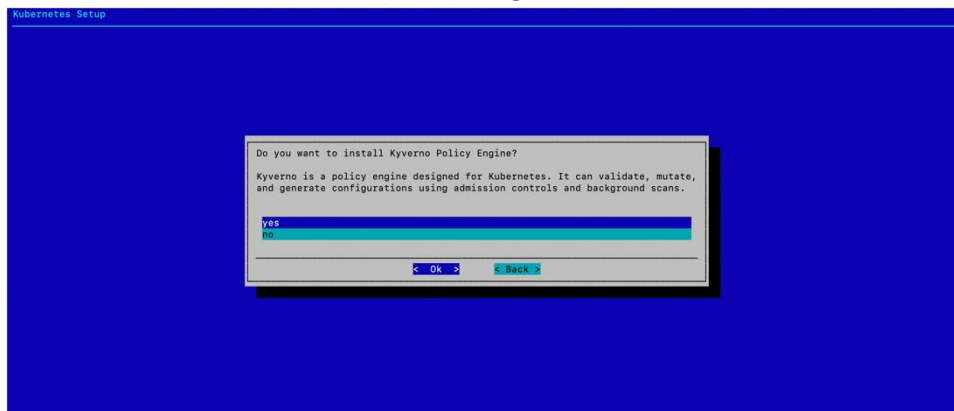 Kubernetes Setup
Do you want to install Kyverno Policy Engine?
Kyverno is a policy engine designed for Kubernetes. It can validate, mutate,
and generate configurations using admission controls and background scans.
yes
no
< Ok > < Back >